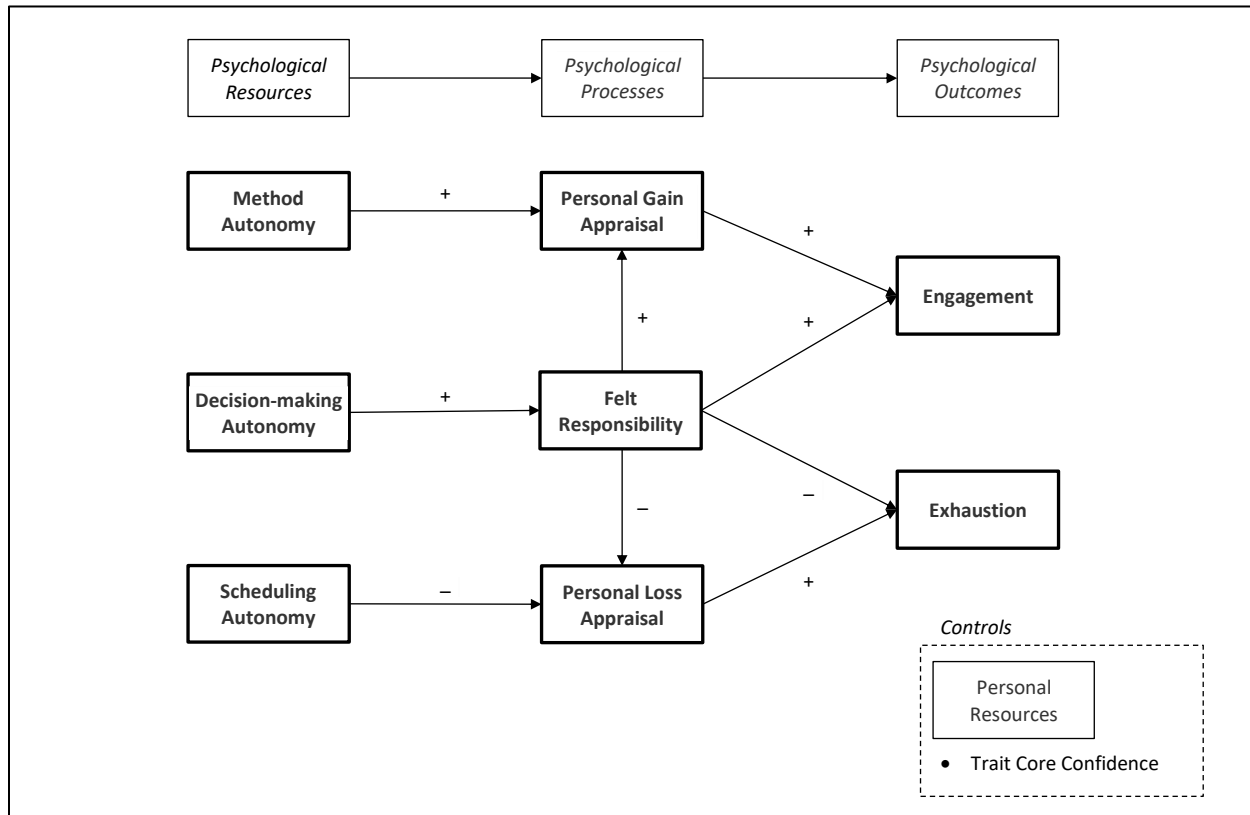 Psychological
Resources
Psychological
Processes
Psychological
Outcomes
Method
Autonomy
+
Personal Gain
Appraisal
+
Engagement
+
+
Decision-making
Autonomy
+
Felt
Responsibility
–
–
Exhaustion
Scheduling
Autonomy
–
Personal Loss
Appraisal
+
Controls
Personal
Resources
• Trait Core Confidence